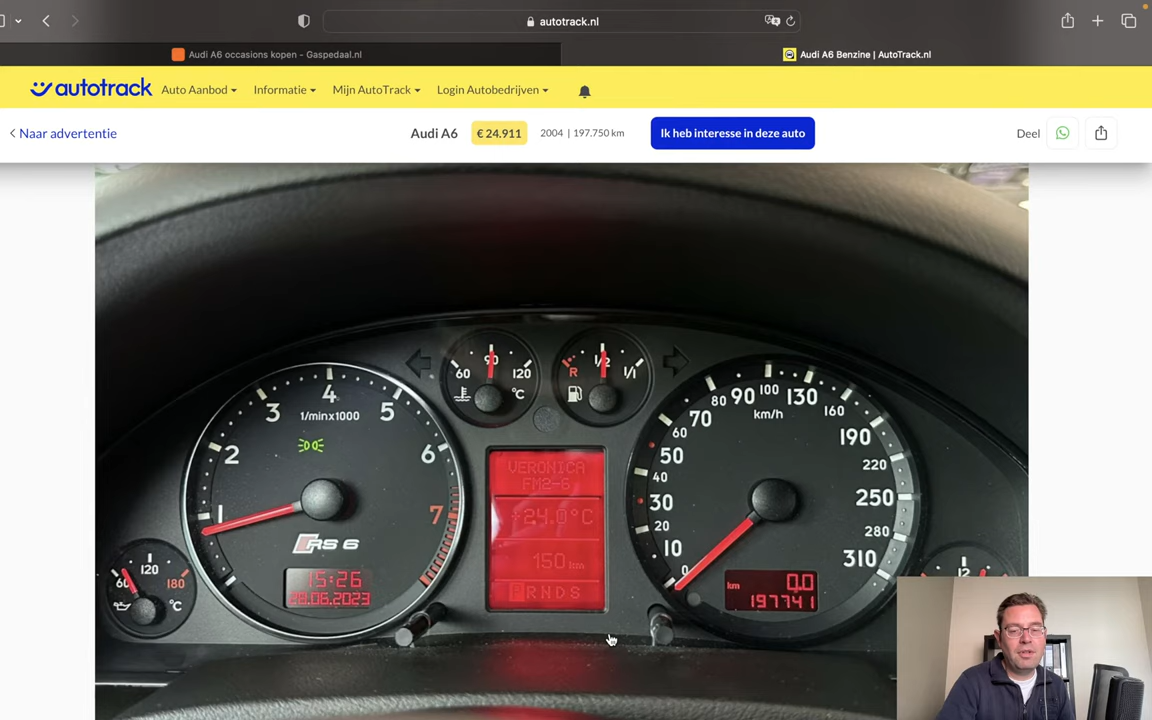 autotrack.nl
Audi A6 occasions kopen - Gaspedaal.nl
Audi A6 Benzine | AutoTrack.nl
autotrack
Auto Aanbod
Informatie
Mijn AutoTrack
Login Autobedrijven
Naar advertentie
Audi A6
€ 24.911
2004 | 197.750 km
Ik heb interesse in deze auto
Deel
1 2 3 4 5 6 7
1/min x 1000
RS 6
15:26
28.06.2023
60 120 180 °C
60 90 120 °C
R 1/2 1/1
VERONICA
FM2-6
+24.0°C
150 km
PRNDS
0 10 20 30 40 50 60 70 80 90 100 130 160 190 220 250 280 310
km/h
km 0.0
197741
12